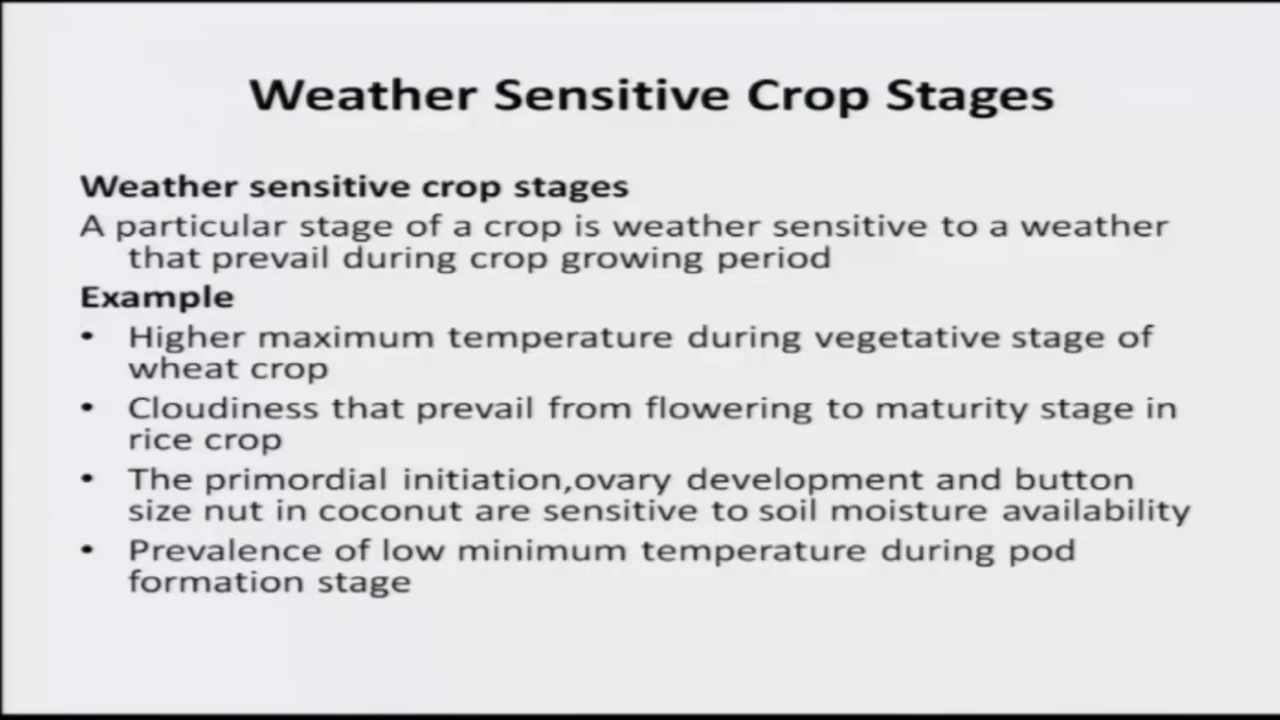 Weather Sensitive Crop Stages
Weather sensitive crop stages
A particular stage of a crop is weather sensitive to a weather
that prevail during crop growing period
Example
• Higher maximum temperature during vegetative stage of
wheat crop
• Cloudiness that prevail from flowering to maturity stage in
rice crop
• The primordial initiation,ovary development and button
size nut in coconut are sensitive to soil moisture availability
• Prevalence of low minimum temperature during pod
formation stage